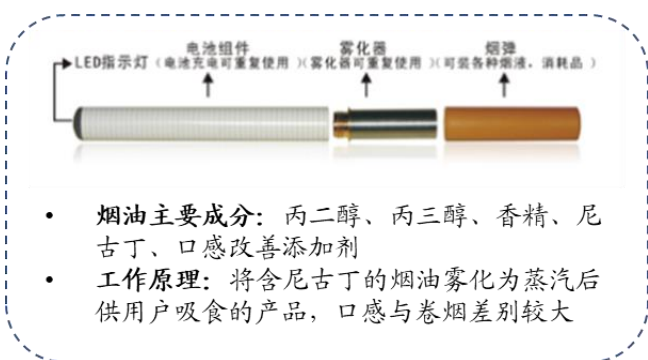 电池组件 雾化器 烟弹
LED指示灯（电池充电可重复使用）（雾化器可重复使用）（可装各种烟液，消耗品）
• 烟油主要成分：丙二醇、丙三醇、香精、尼
古丁、口感改善添加剂
• 工作原理：将含尼古丁的烟油雾化为蒸汽后
供用户吸食的产品，口感与卷烟差别较大